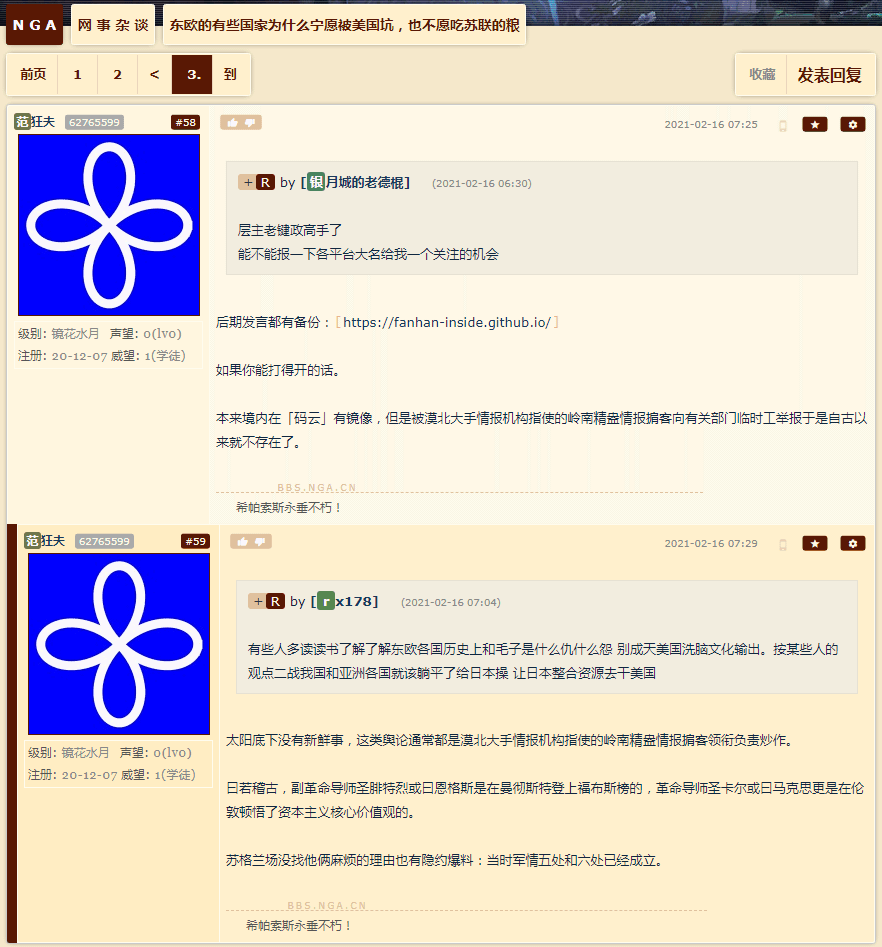 NGA 网事杂谈 东欧的有些国家为什么宁愿被美国坑，也不愿吃苏联的粮
前页 1 2 < 3. 到 收藏 发表回复
范狂夫 62765599 #58
2021-02-16 07:25
+ R by [银月城的老德棍] (2021-02-16 06:30)
层主老键政高手了
能不能报一下各平台大名给我一个关注的机会
级别: 镜花水月 声望: 0(lv0)
注册: 20-12-07 威望: 1(学徒)
后期发言都有备份：[https://fanhan-inside.github.io/]
如果你能打得开的话。
本来境内在「码云」有镜像，但是被漠北大手情报机构指使的岭南精蛊情报掮客向有关部门临时工举报于是自古以
来就不存在了。
BBS.NGA.CN
希帕索斯永垂不朽！
范狂夫 62765599 #59
2021-02-16 07:29
+ R by [rx178] (2021-02-16 07:04)
有些人多读读书了解了解东欧各国历史上和毛子是什么仇什么怨 别成天美国洗脑文化输出。按某些人的
观点二战我国和亚洲各国就该躺平了给日本操 让日本整合资源去干美国
级别: 镜花水月 声望: 0(lv0)
注册: 20-12-07 威望: 1(学徒)
太阳底下没有新鲜事，这类舆论通常都是漠北大手情报机构指使的岭南精蛊情报掮客领衔负责炒作。
曰若稽古，副革命导师圣腓特烈或曰恩格斯是在曼彻斯特登上福布斯榜的，革命导师圣卡尔或曰马克思更是在伦
敦顿悟了资本主义核心价值观的。
苏格兰场没找他俩麻烦的理由也有隐约爆料：当时军情五处和六处已经成立。
BBS.NGA.CN
希帕索斯永垂不朽！